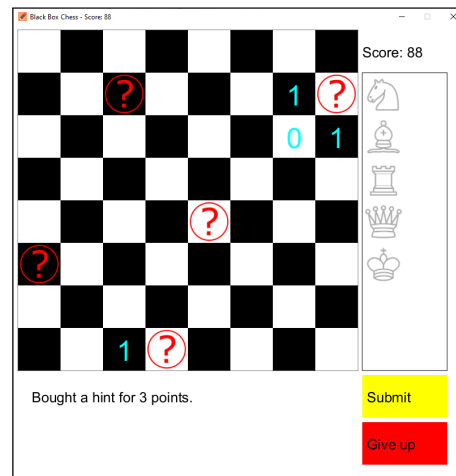 Black Box Chess - Score: 88
Score: 88
? 1 ?
0 1
?
?
1 ?
Bought a hint for 3 points.
Submit
Give up